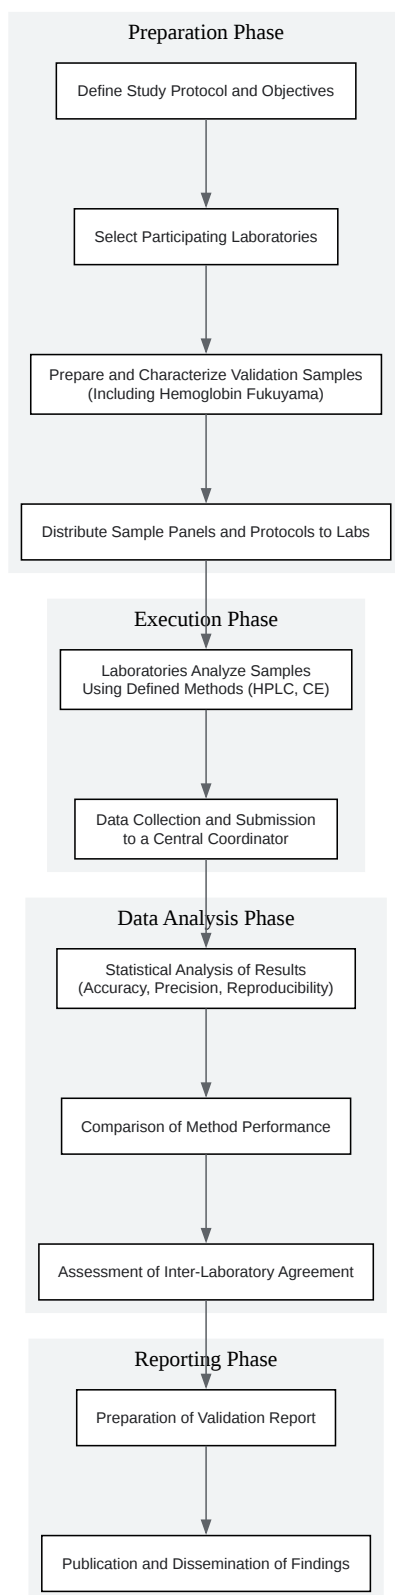 Preparation Phase
Define Study Protocol and Objectives
Select Participating Laboratories
Prepare and Characterize Validation Samples
(Including Hemoglobin Fukuyama)
Distribute Sample Panels and Protocols to Labs
Execution Phase
Laboratories Analyze Samples
Using Defined Methods (HPLC, CE)
Data Collection and Submission
to a Central Coordinator
Data Analysis Phase
Statistical Analysis of Results
(Accuracy, Precision, Reproducibility)
Comparison of Method Performance
Assessment of Inter-Laboratory Agreement
Reporting Phase
Preparation of Validation Report
Publication and Dissemination of Findings